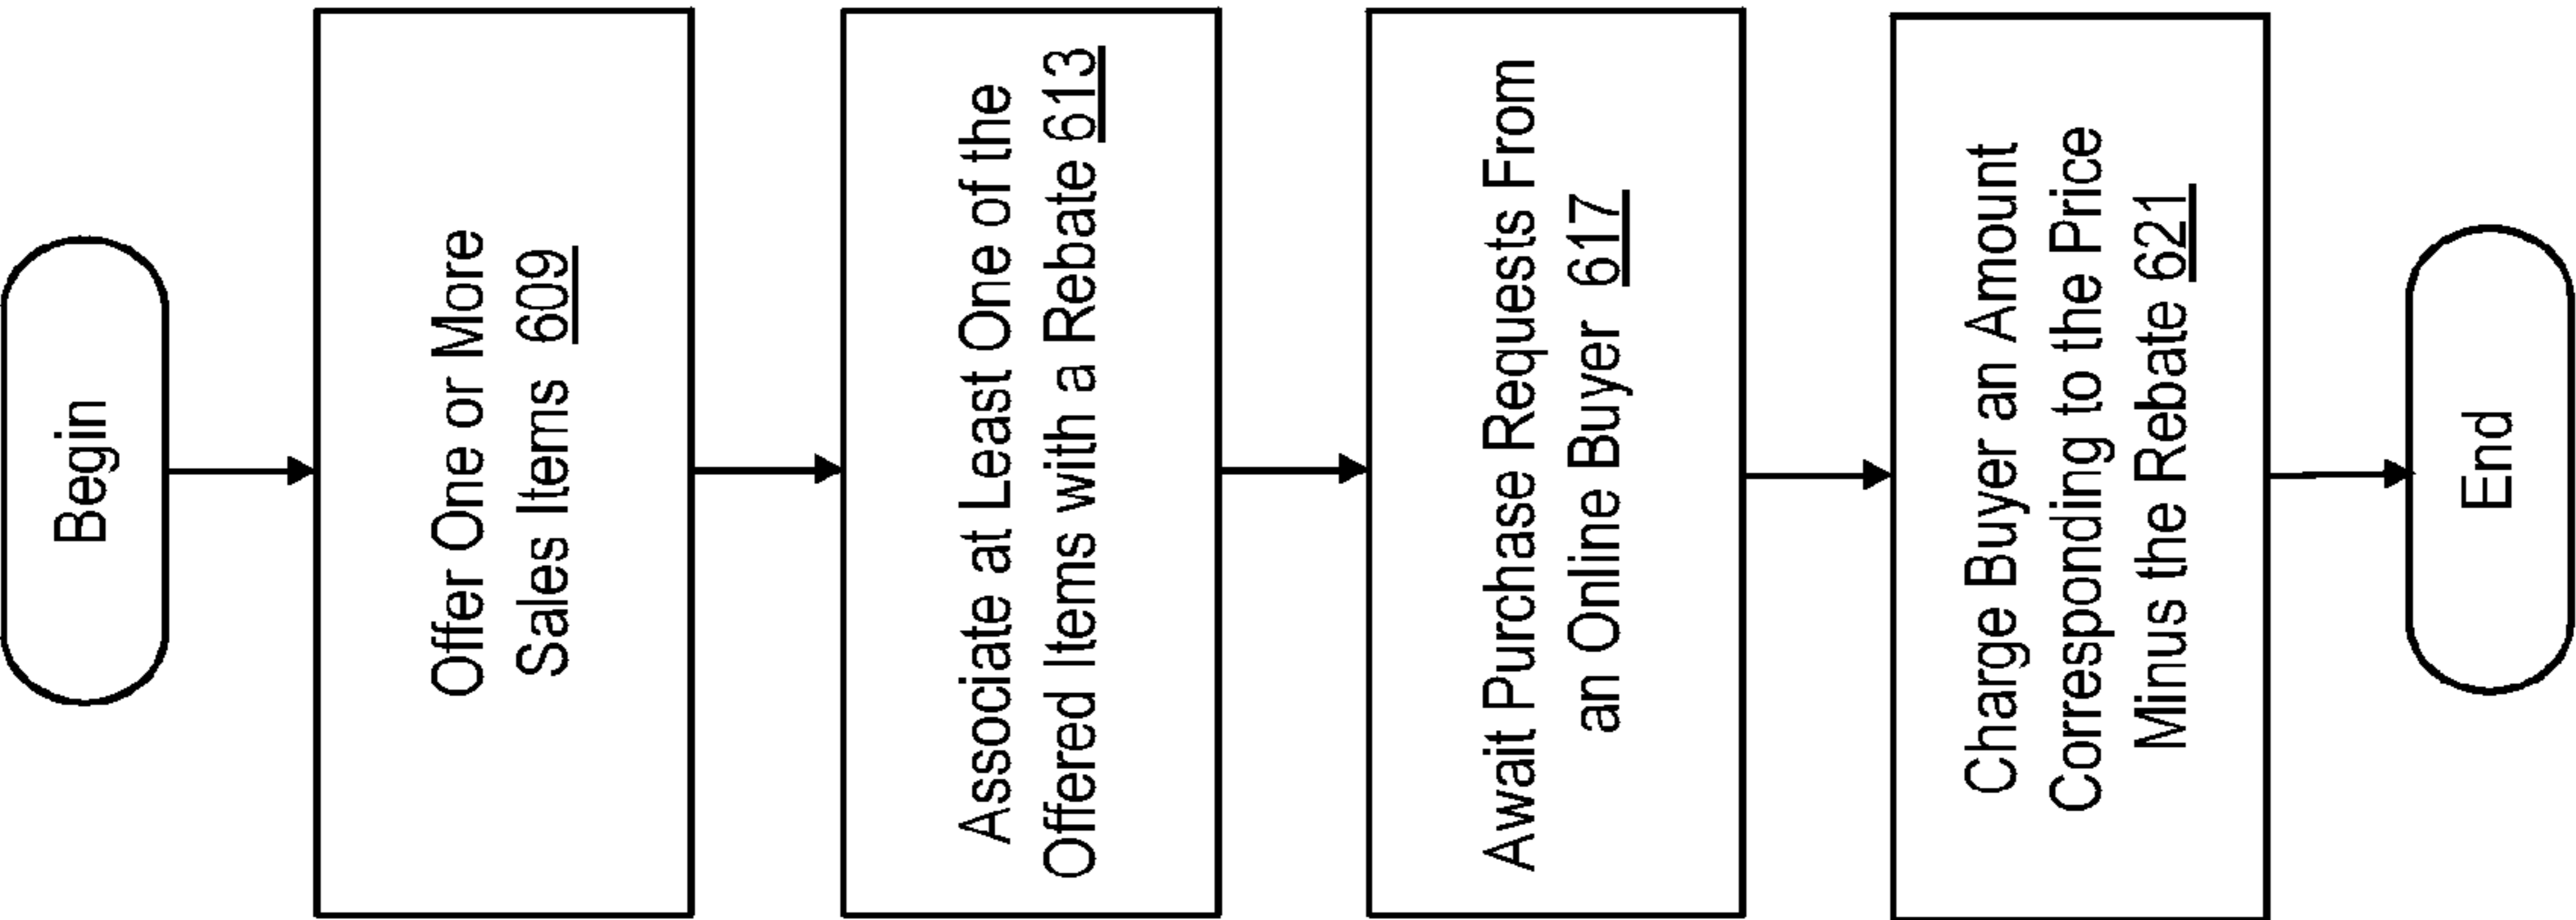 Begin
Offer One or More
Sales Items 609
Associate at Least One of the
Offered Items with a Rebate 613
Await Purchase Requests From
an Online Buyer 617
Charge Buyer an Amount
Corresponding to the Price
Minus the Rebate 621
End